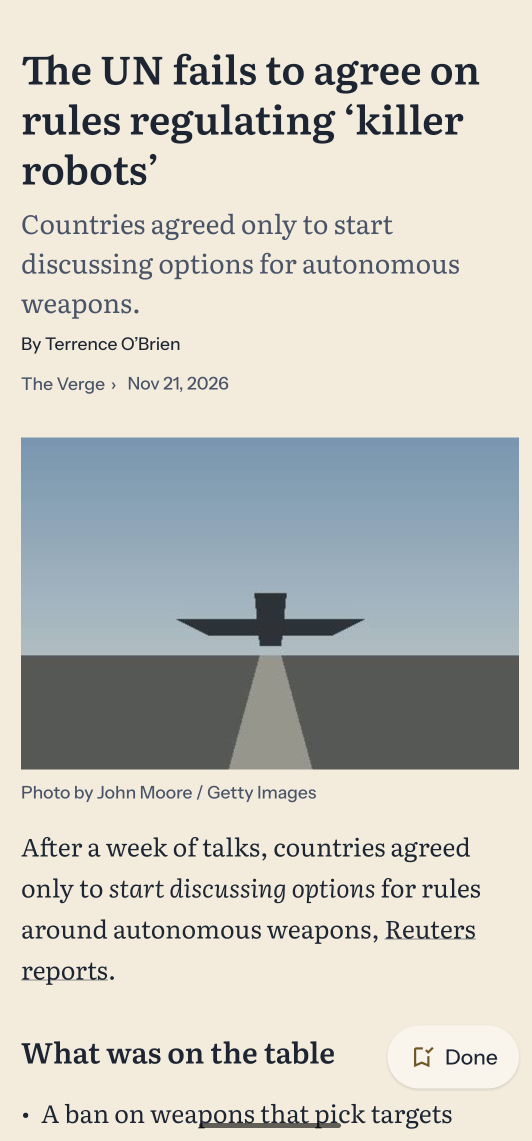 The UN fails to agree on
rules regulating ‘killer
robots’
Countries agreed only to start
discussing options for autonomous
weapons.
By Terrence O’Brien
The Verge › Nov 21, 2026
Photo by John Moore / Getty Images
After a week of talks, countries agreed
only to start discussing options for rules
around autonomous weapons, Reuters
reports.
What was on the table
Done
• A ban on weapons that pick targets